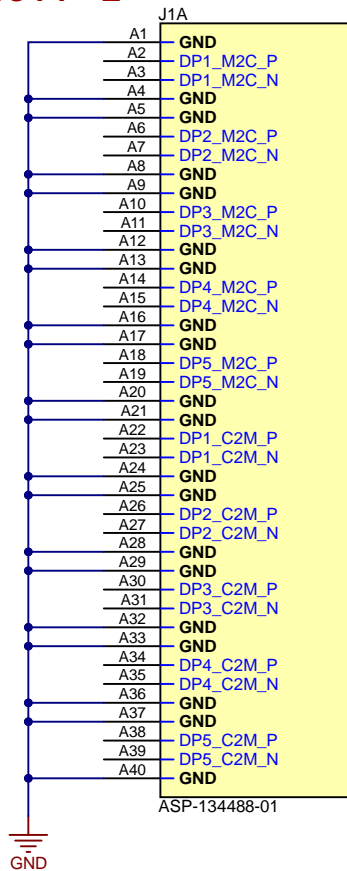 J1A
A1 GND
A2 DP1_M2C_P
A3 DP1_M2C_N
A4 GND
A5 GND
A6 DP2_M2C_P
A7 DP2_M2C_N
A8 GND
A9 GND
A10 DP3_M2C_P
A11 DP3_M2C_N
A12 GND
A13 GND
A14 DP4_M2C_P
A15 DP4_M2C_N
A16 GND
A17 GND
A18 DP5_M2C_P
A19 DP5_M2C_N
A20 GND
A21 GND
A22 DP1_C2M_P
A23 DP1_C2M_N
A24 GND
A25 GND
A26 DP2_C2M_P
A27 DP2_C2M_N
A28 GND
A29 GND
A30 DP3_C2M_P
A31 DP3_C2M_N
A32 GND
A33 GND
A34 DP4_C2M_P
A35 DP4_C2M_N
A36 GND
A37 GND
A38 DP5_C2M_P
A39 DP5_C2M_N
A40 GND
ASP-134488-01
GND